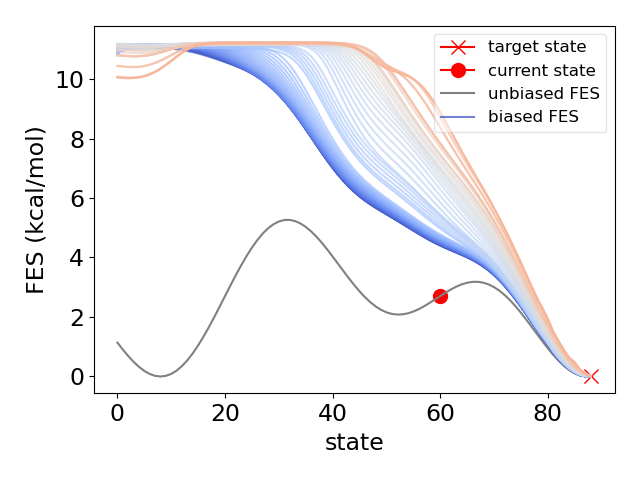 target state
current state
unbiased FES
biased FES
FES (kcal/mol)
10
8
6
4
2
0
0 20 40 60 80
state